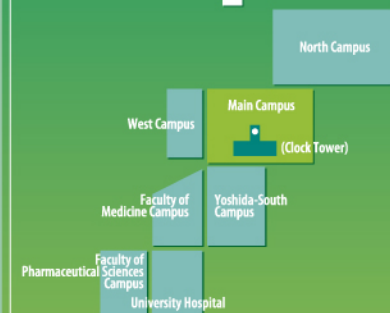 North Campus
Main Campus
West Campus
(Clock Tower)
Faculty of
Medicine Campus
Yoshida-South
Campus
Faculty of
Pharmaceutical Sciences
Campus
University Hospital